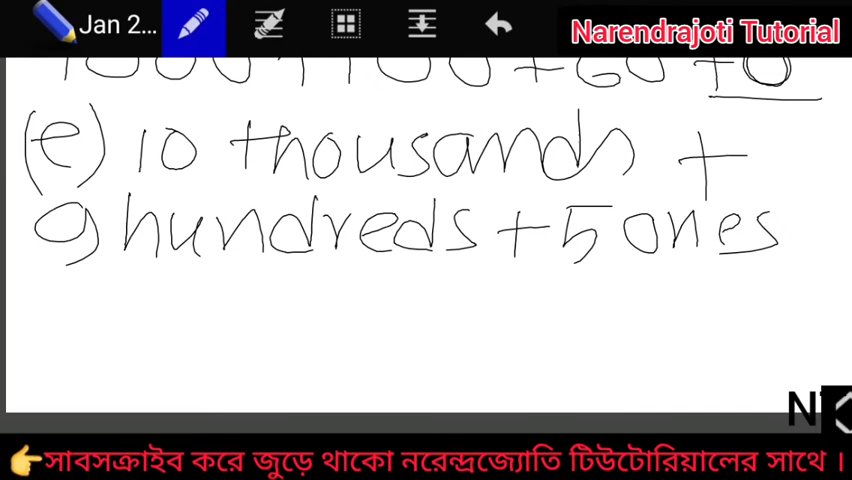 Jan 2...
Narendrajoti Tutorial
1000+100+60+0
(e) 10 thousands +
9 hundreds + 5 ones
👉সাবসক্রাইব করে জুড়ে থাকো নরেন্দ্রজ্যোতি টিউটোরিয়ালের সাথে ।